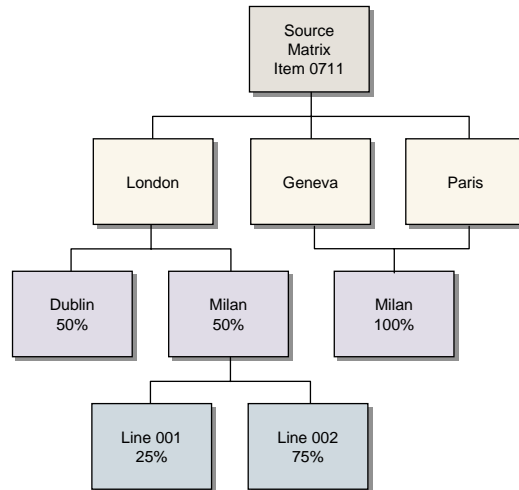 Source
Matrix
Item 0711
London
Geneva
Paris
Dublin
50%
Milan
50%
Milan
100%
Line 001
25%
Line 002
75%